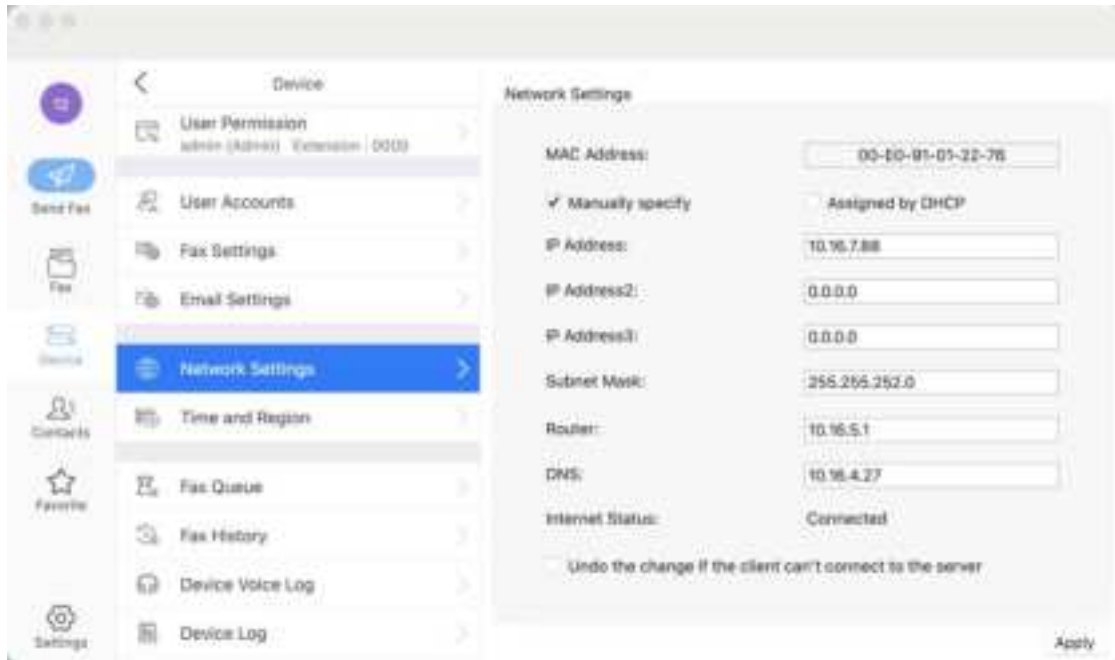 Device
User Permission
admin (Admin) Extension : 0009
Send Fax
User Accounts
Fax Settings
Fax
Email Settings
Device
Network Settings
Time and Region
Contacts
Fax Queue
Favorite
Fax History
Device Voice Log
Device Log
Settings
Network Settings
MAC Address: 00-E0-91-01-22-76
✓ Manually specify Assigned by DHCP
IP Address: 10.16.7.88
IP Address2: 0.0.0.0
IP Address3: 0.0.0.0
Subnet Mask: 255.255.252.0
Router: 10.16.5.1
DNS: 10.16.4.27
Internet Status: Connected
Undo the change if the client can't connect to the server
Apply